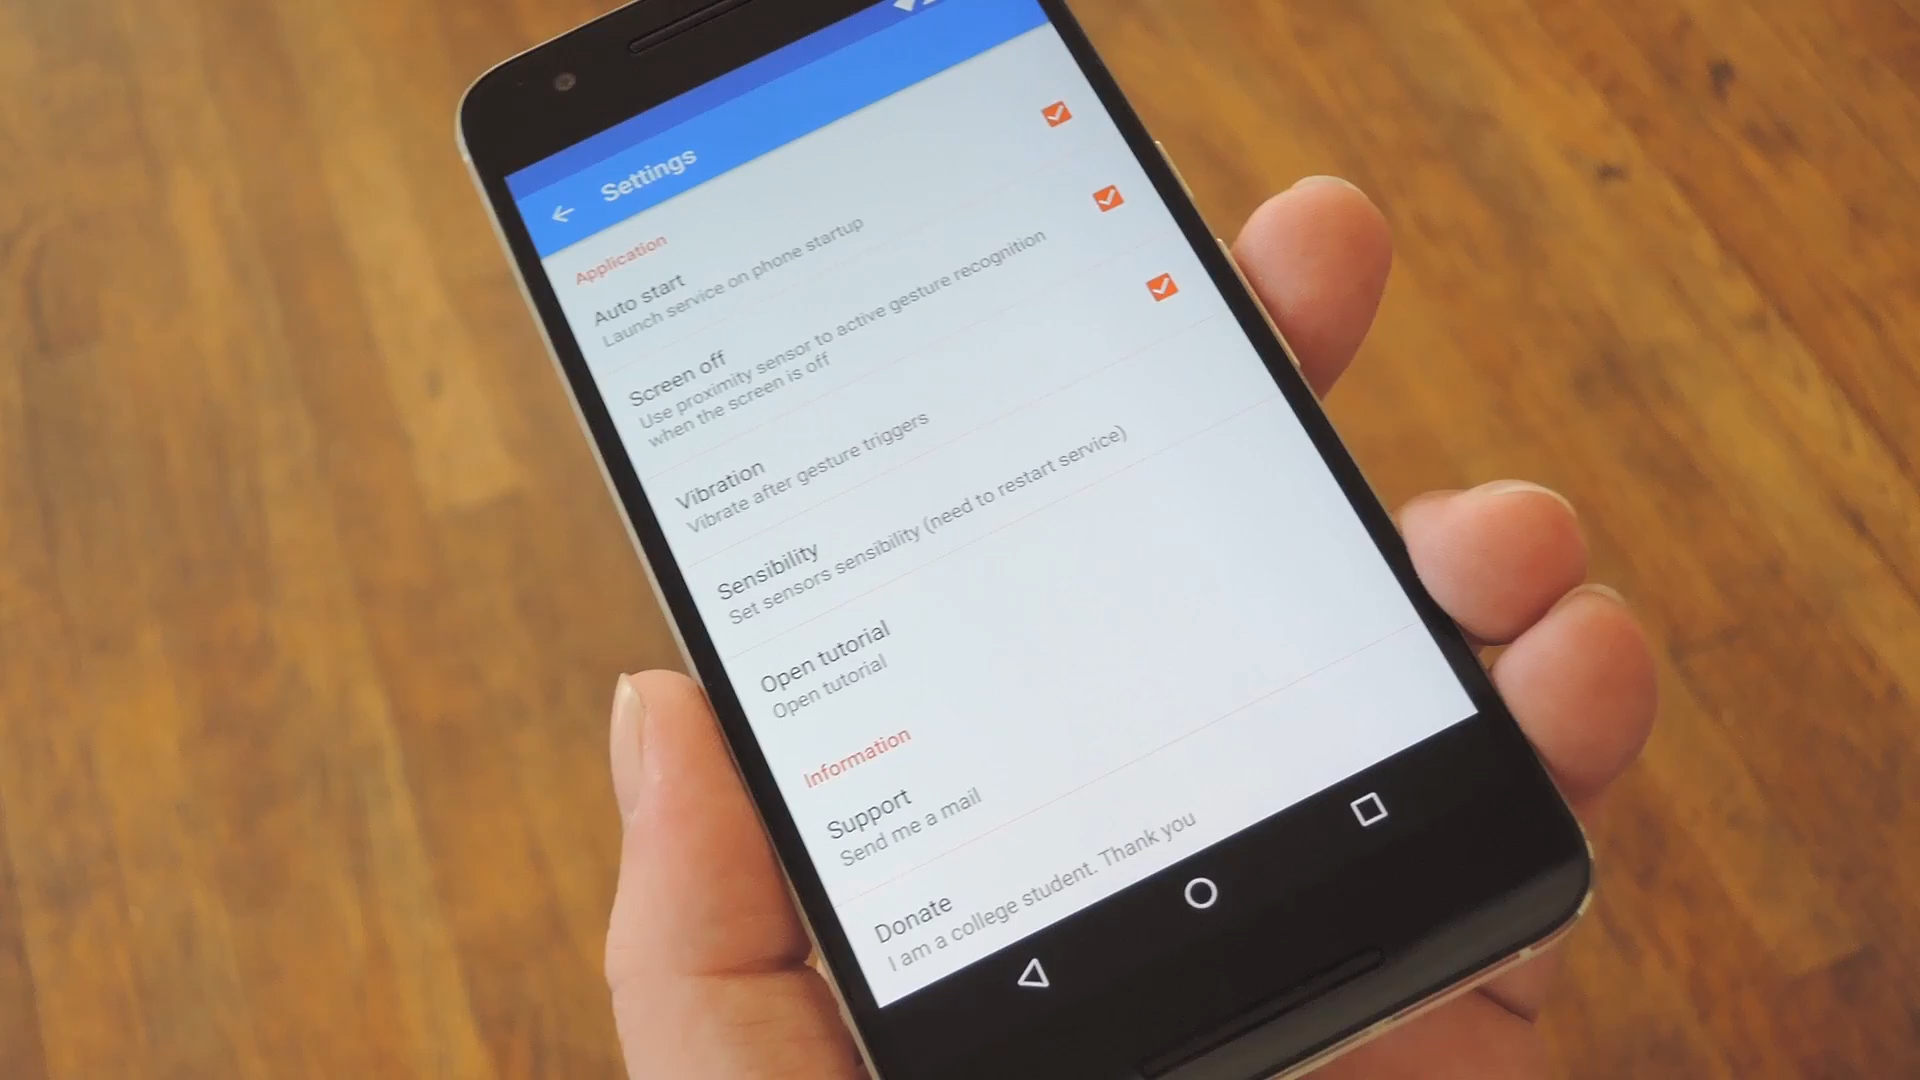 Settings
Application
Auto start
Launch service on phone startup
Screen off
Use proximity sensor to active gesture recognition
when the screen is off
Vibration
Vibrate after gesture triggers
Sensibility
Set sensors sensibility (need to restart service)
Open tutorial
Open tutorial
Information
Support
Send me a mail
Donate
I am a college student. Thank you